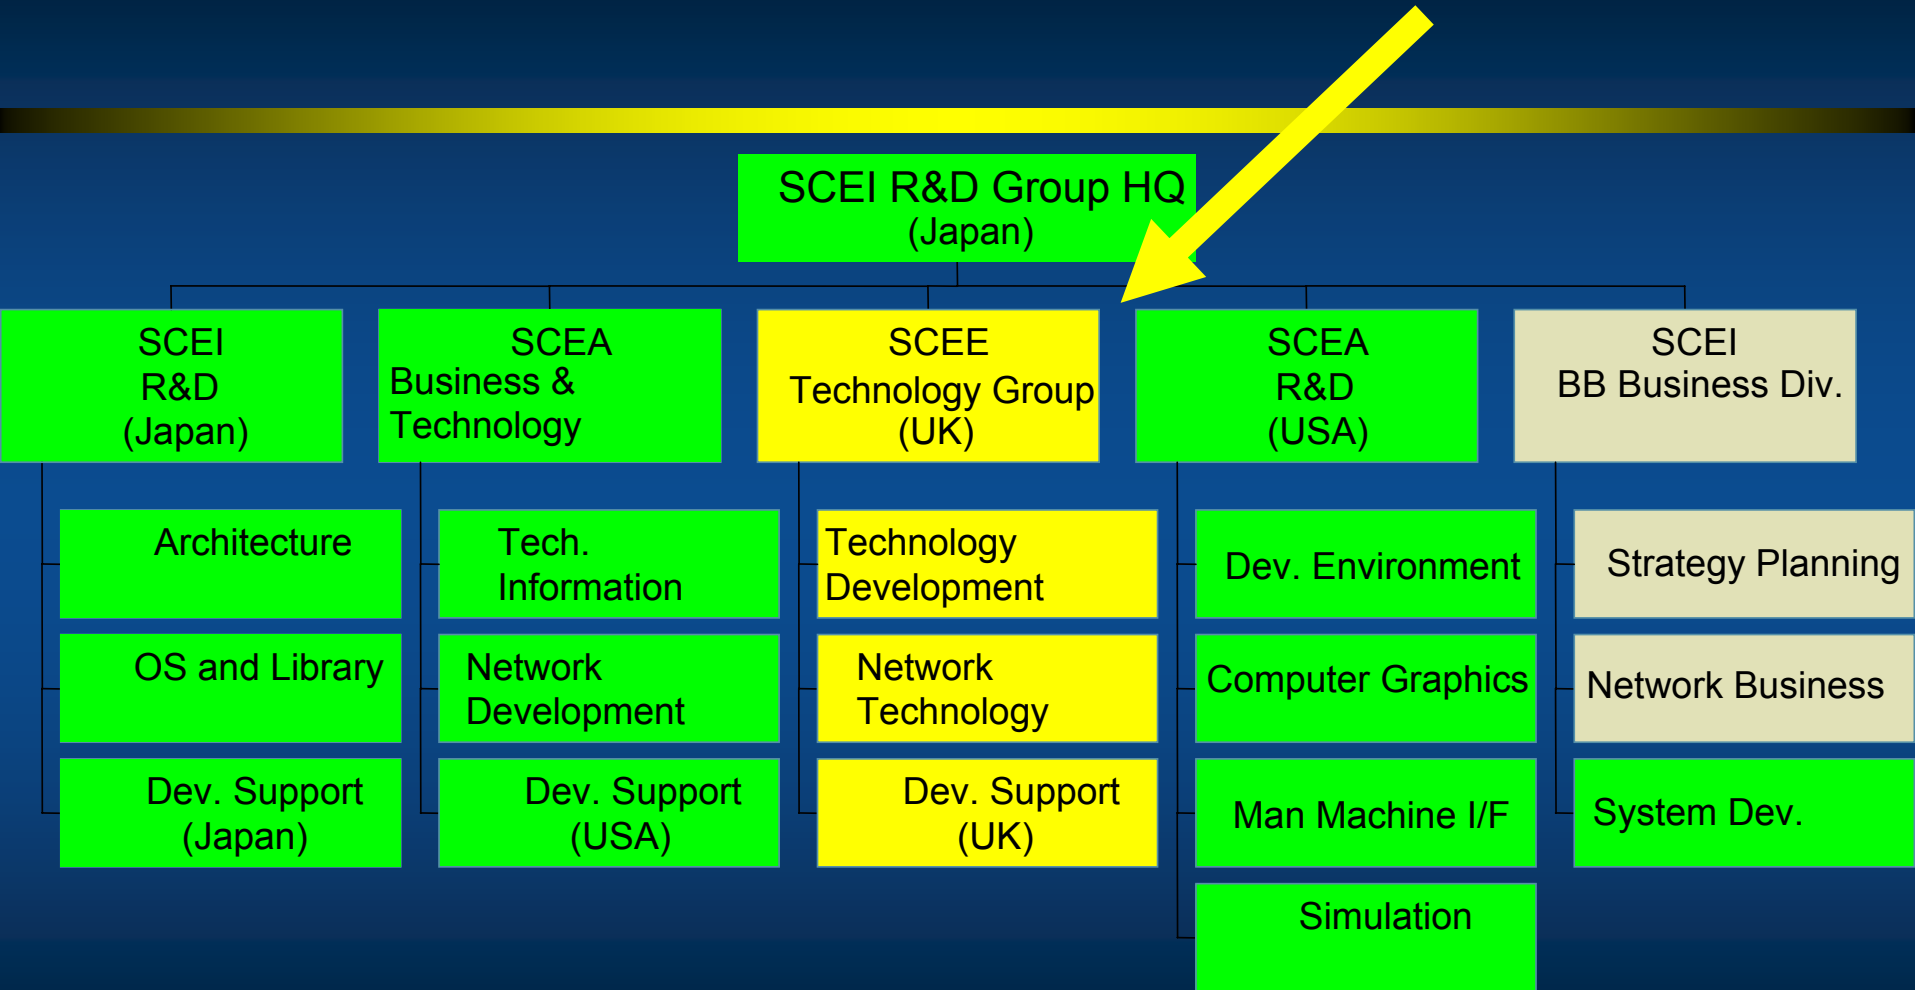 SCEI R&D Group HQ
(Japan)
SCEI
R&D
(Japan)
SCEA
Business &
Technology
SCEE
Technology Group
(UK)
SCEA
R&D
(USA)
SCEI
BB Business Div.
Architecture
OS and Library
Dev. Support
(Japan)
Tech.
Information
Network
Development
Dev. Support
(USA)
Technology
Development
Network
Technology
Dev. Support
(UK)
Dev. Environment
Computer Graphics
Man Machine I/F
Simulation
Strategy Planning
Network Business
System Dev.